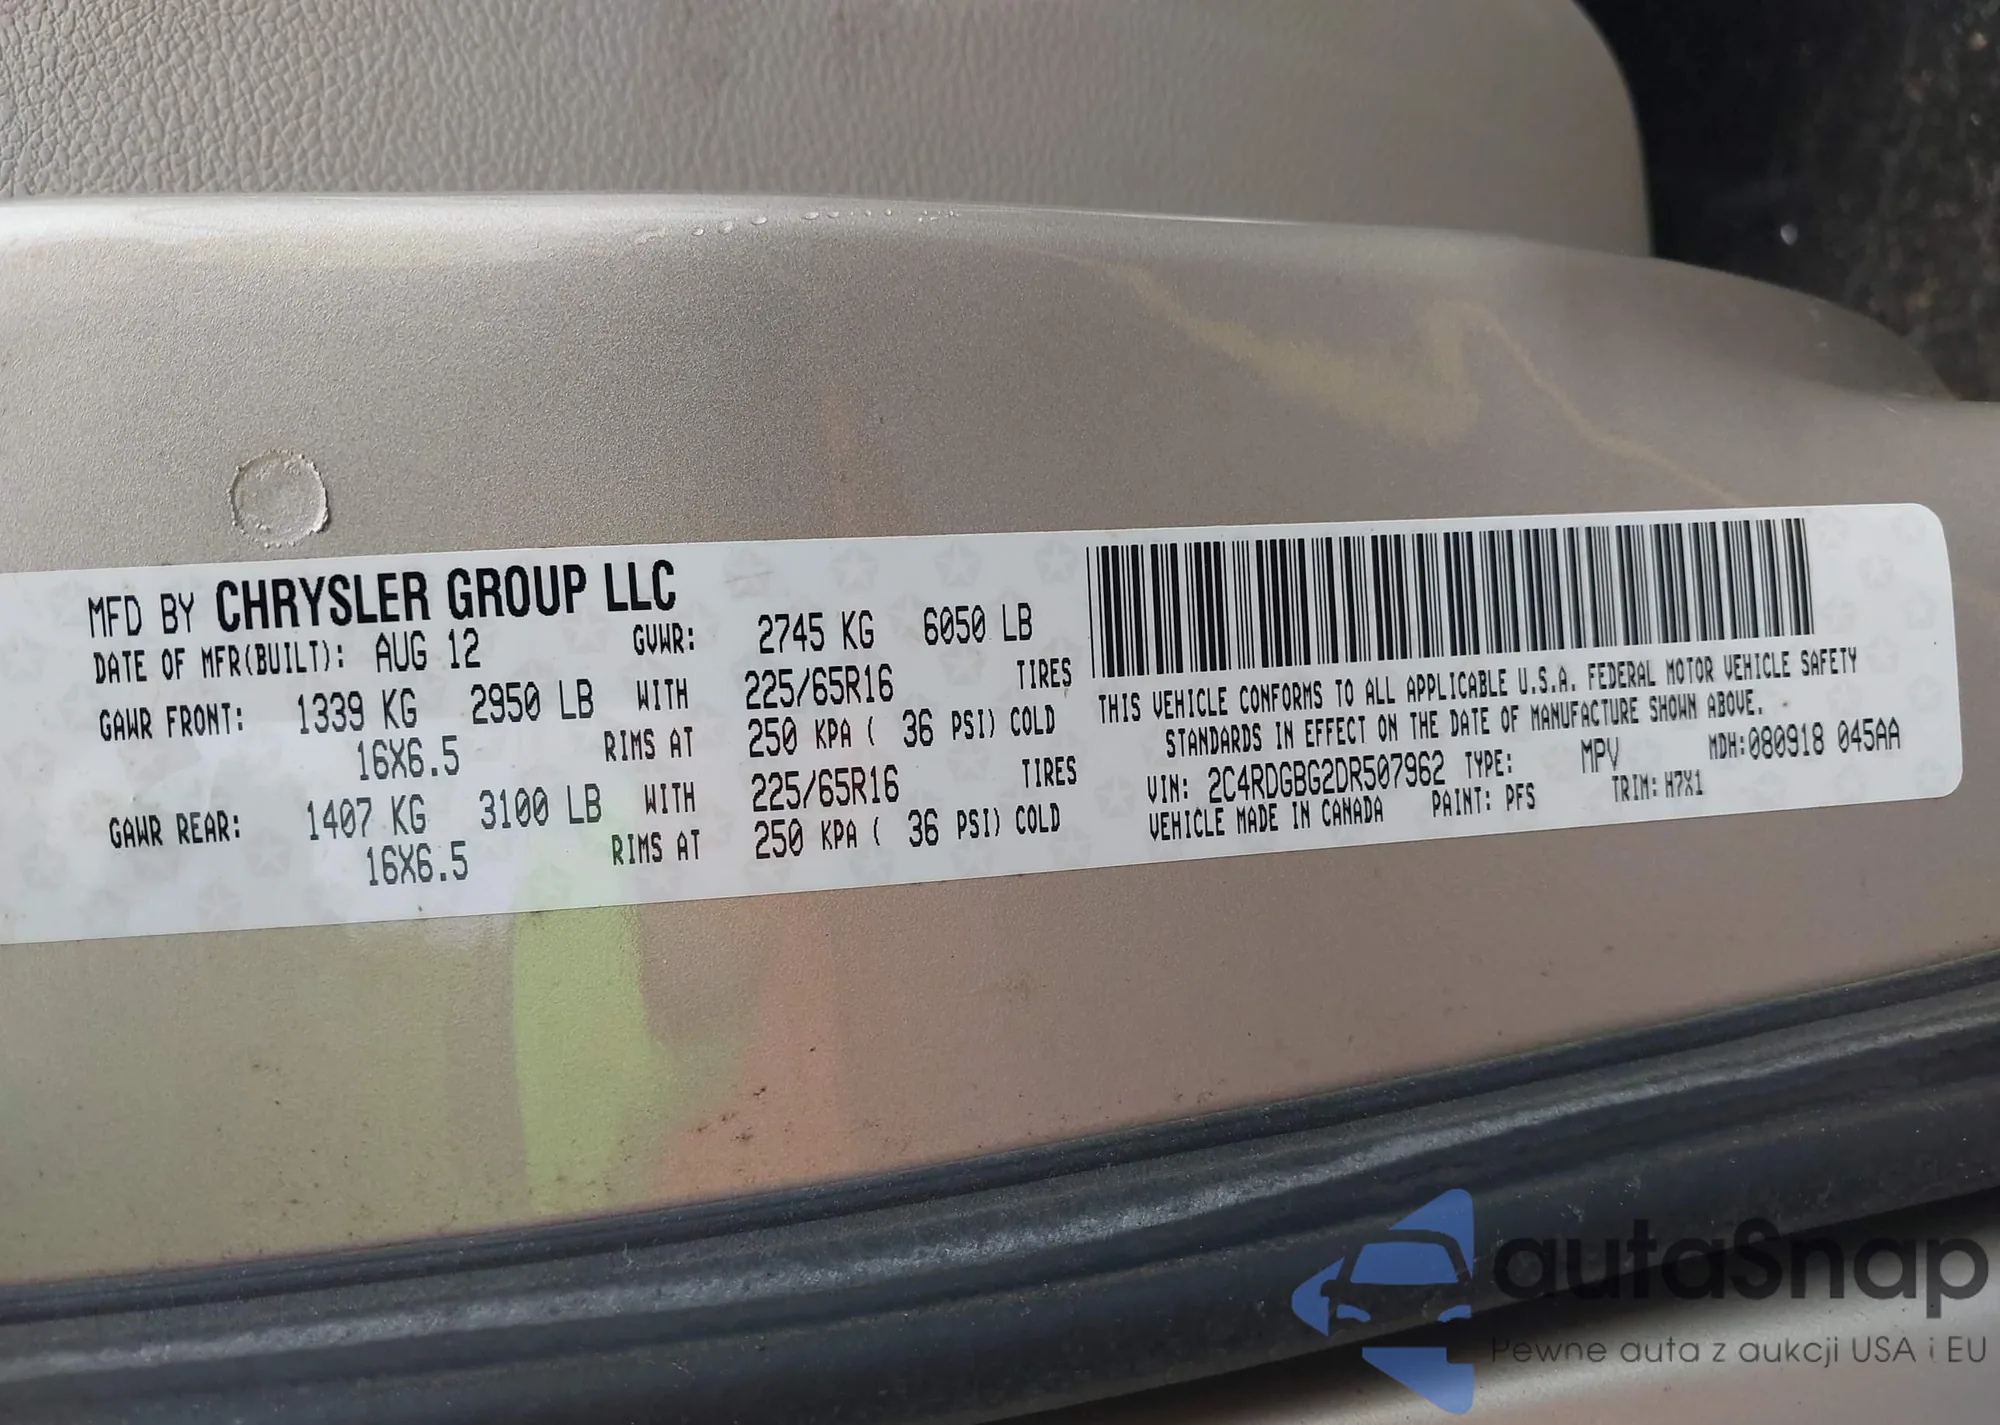 MFD BY CHRYSLER GROUP LLC
DATE OF MFR(BUILT): AUG 12 GVWR: 2745 KG 6050 LB
GAWR FRONT: 1339 KG 2950 LB WITH 225/65R16 TIRES
16X6.5 RIMS AT 250 KPA ( 36 PSI) COLD
GAWR REAR: 1407 KG 3100 LB WITH 225/65R16 TIRES
16X6.5 RIMS AT 250 KPA ( 36 PSI) COLD
THIS VEHICLE CONFORMS TO ALL APPLICABLE U.S.A. FEDERAL MOTOR VEHICLE SAFETY
STANDARDS IN EFFECT ON THE DATE OF MANUFACTURE SHOWN ABOVE.
VIN: 2C4RDGBG2DR507962 TYPE: MPV MDH:080918 045AA
VEHICLE MADE IN CANADA PAINT: PFS TRIM: H7X1
autaSnap
Pewne auta z aukcji USA i EU